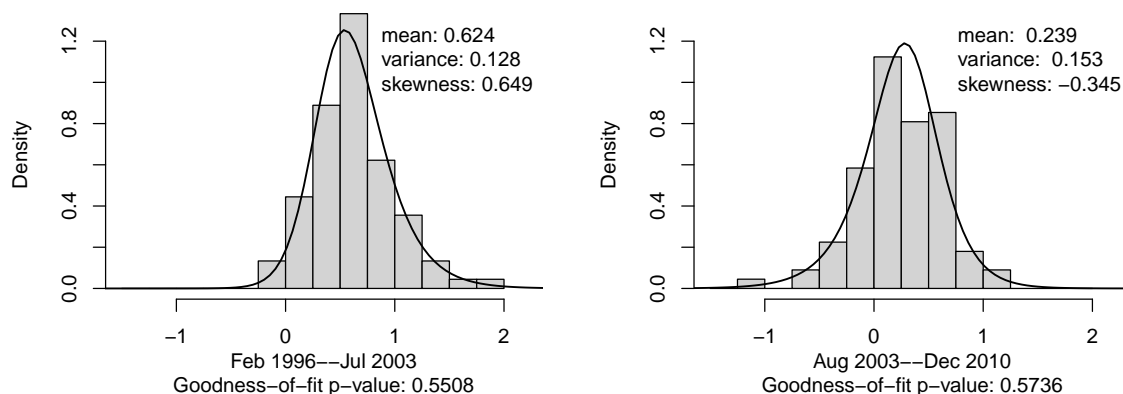 Density
0.0 0.4 0.8 1.2
mean: 0.624
variance: 0.128
skewness: 0.649
−1 0 1 2
Feb 1996−−Jul 2003
Goodness−of−fit p−value: 0.5508
Density
0.0 0.4 0.8 1.2
mean: 0.239
variance: 0.153
skewness: −0.345
−1 0 1 2
Aug 2003−−Dec 2010
Goodness−of−fit p−value: 0.5736